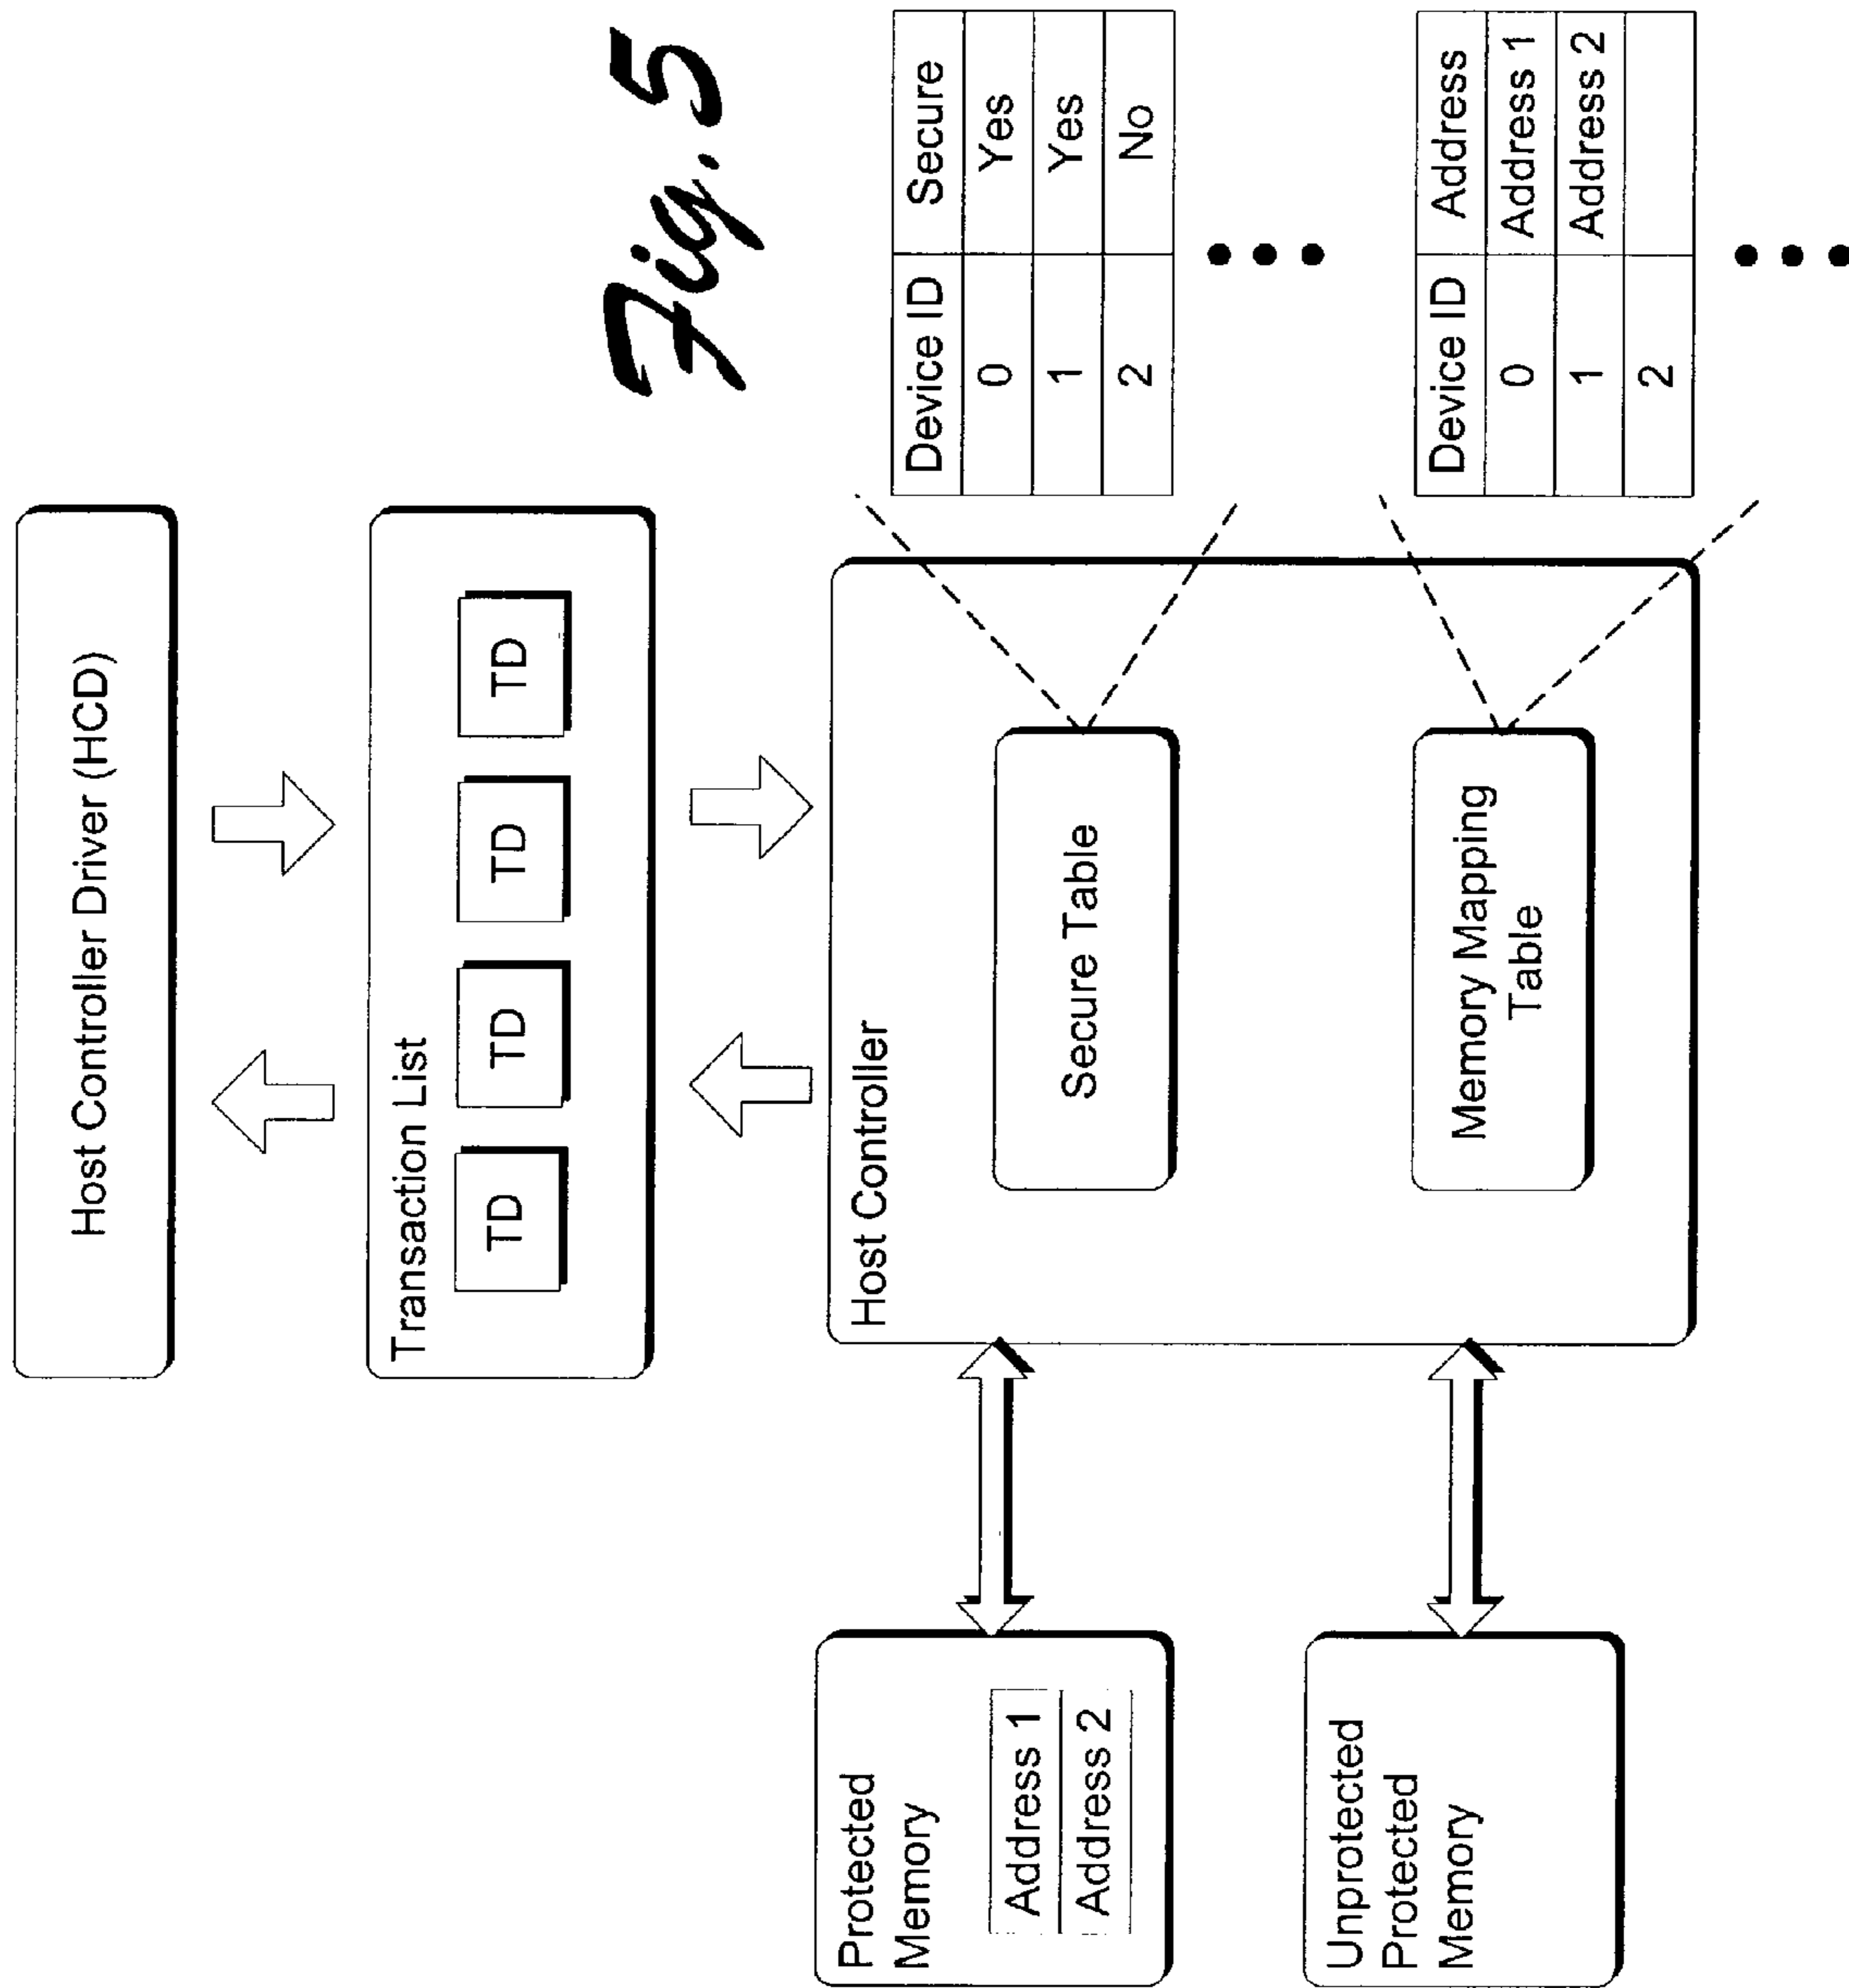 Host Controller Driver (HCD)
Transaction List
TD TD TD TD
Host Controller
Secure Table
Memory Mapping
Table
Protected
Memory
Address 1
Address 2
Unprotected
Protected
Memory
Device ID Secure
0 Yes
1 Yes
2 No
Device ID Address
0 Address 1
1 Address 2
2
Fig. 5